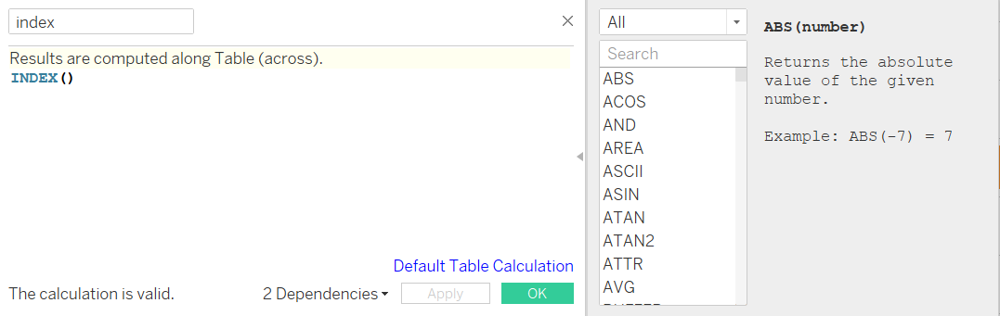 index
Results are computed along Table (across).
INDEX()
Default Table Calculation
The calculation is valid.
2 Dependencies
Apply
OK
All
Search
ABS
ACOS
AND
AREA
ASCII
ASIN
ATAN
ATAN2
ATTR
AVG
ABS(number)
Returns the absolute
value of the given
number.
Example: ABS(-7) = 7